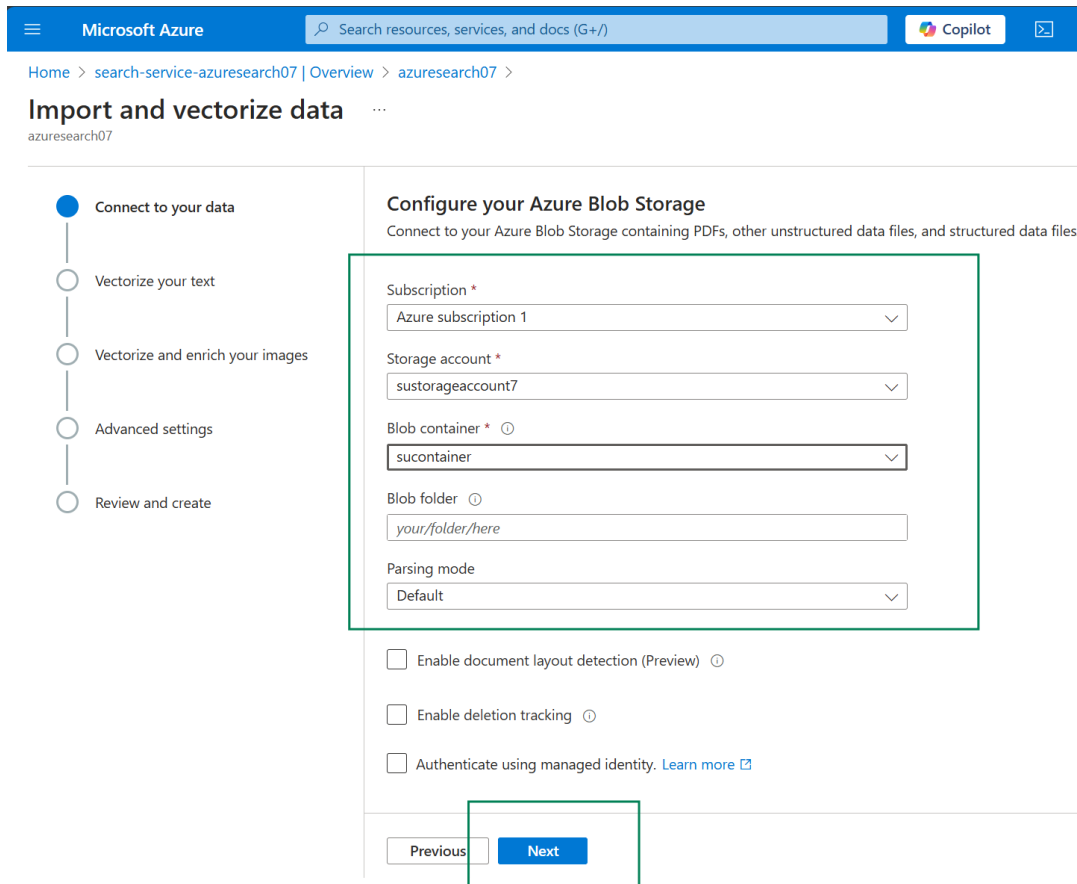 Microsoft Azure
Search resources, services, and docs (G+/)
Copilot
Home > search-service-azuresearch07 | Overview > azuresearch07 >
Import and vectorize data ...
azuresearch07
Connect to your data
Vectorize your text
Vectorize and enrich your images
Advanced settings
Review and create
Configure your Azure Blob Storage
Connect to your Azure Blob Storage containing PDFs, other unstructured data files, and structured data files
Subscription *
Azure subscription 1
Storage account *
sustorageaccount7
Blob container *
sucontainer
Blob folder
your/folder/here
Parsing mode
Default
Enable document layout detection (Preview)
Enable deletion tracking
Authenticate using managed identity. Learn more
Previous
Next